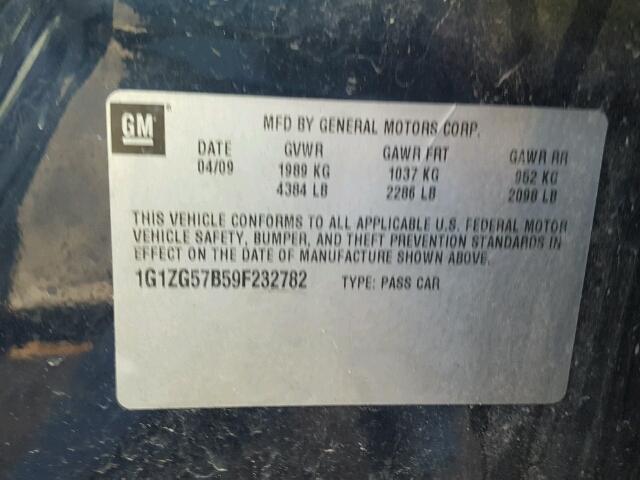 GM
MFD BY GENERAL MOTORS CORP.
DATE GVWR GAWR FRT GAWR RR
04/09 1989 KG 1037 KG 952 KG
4384 LB 2286 LB 2098 LB
THIS VEHICLE CONFORMS TO ALL APPLICABLE U.S. FEDERAL MOTOR
VEHICLE SAFETY, BUMPER, AND THEFT PREVENTION STANDARDS IN
EFFECT ON THE DATE OF MANUFACTURE SHOWN ABOVE.
1G1ZG57B59F232782 TYPE: PASS CAR